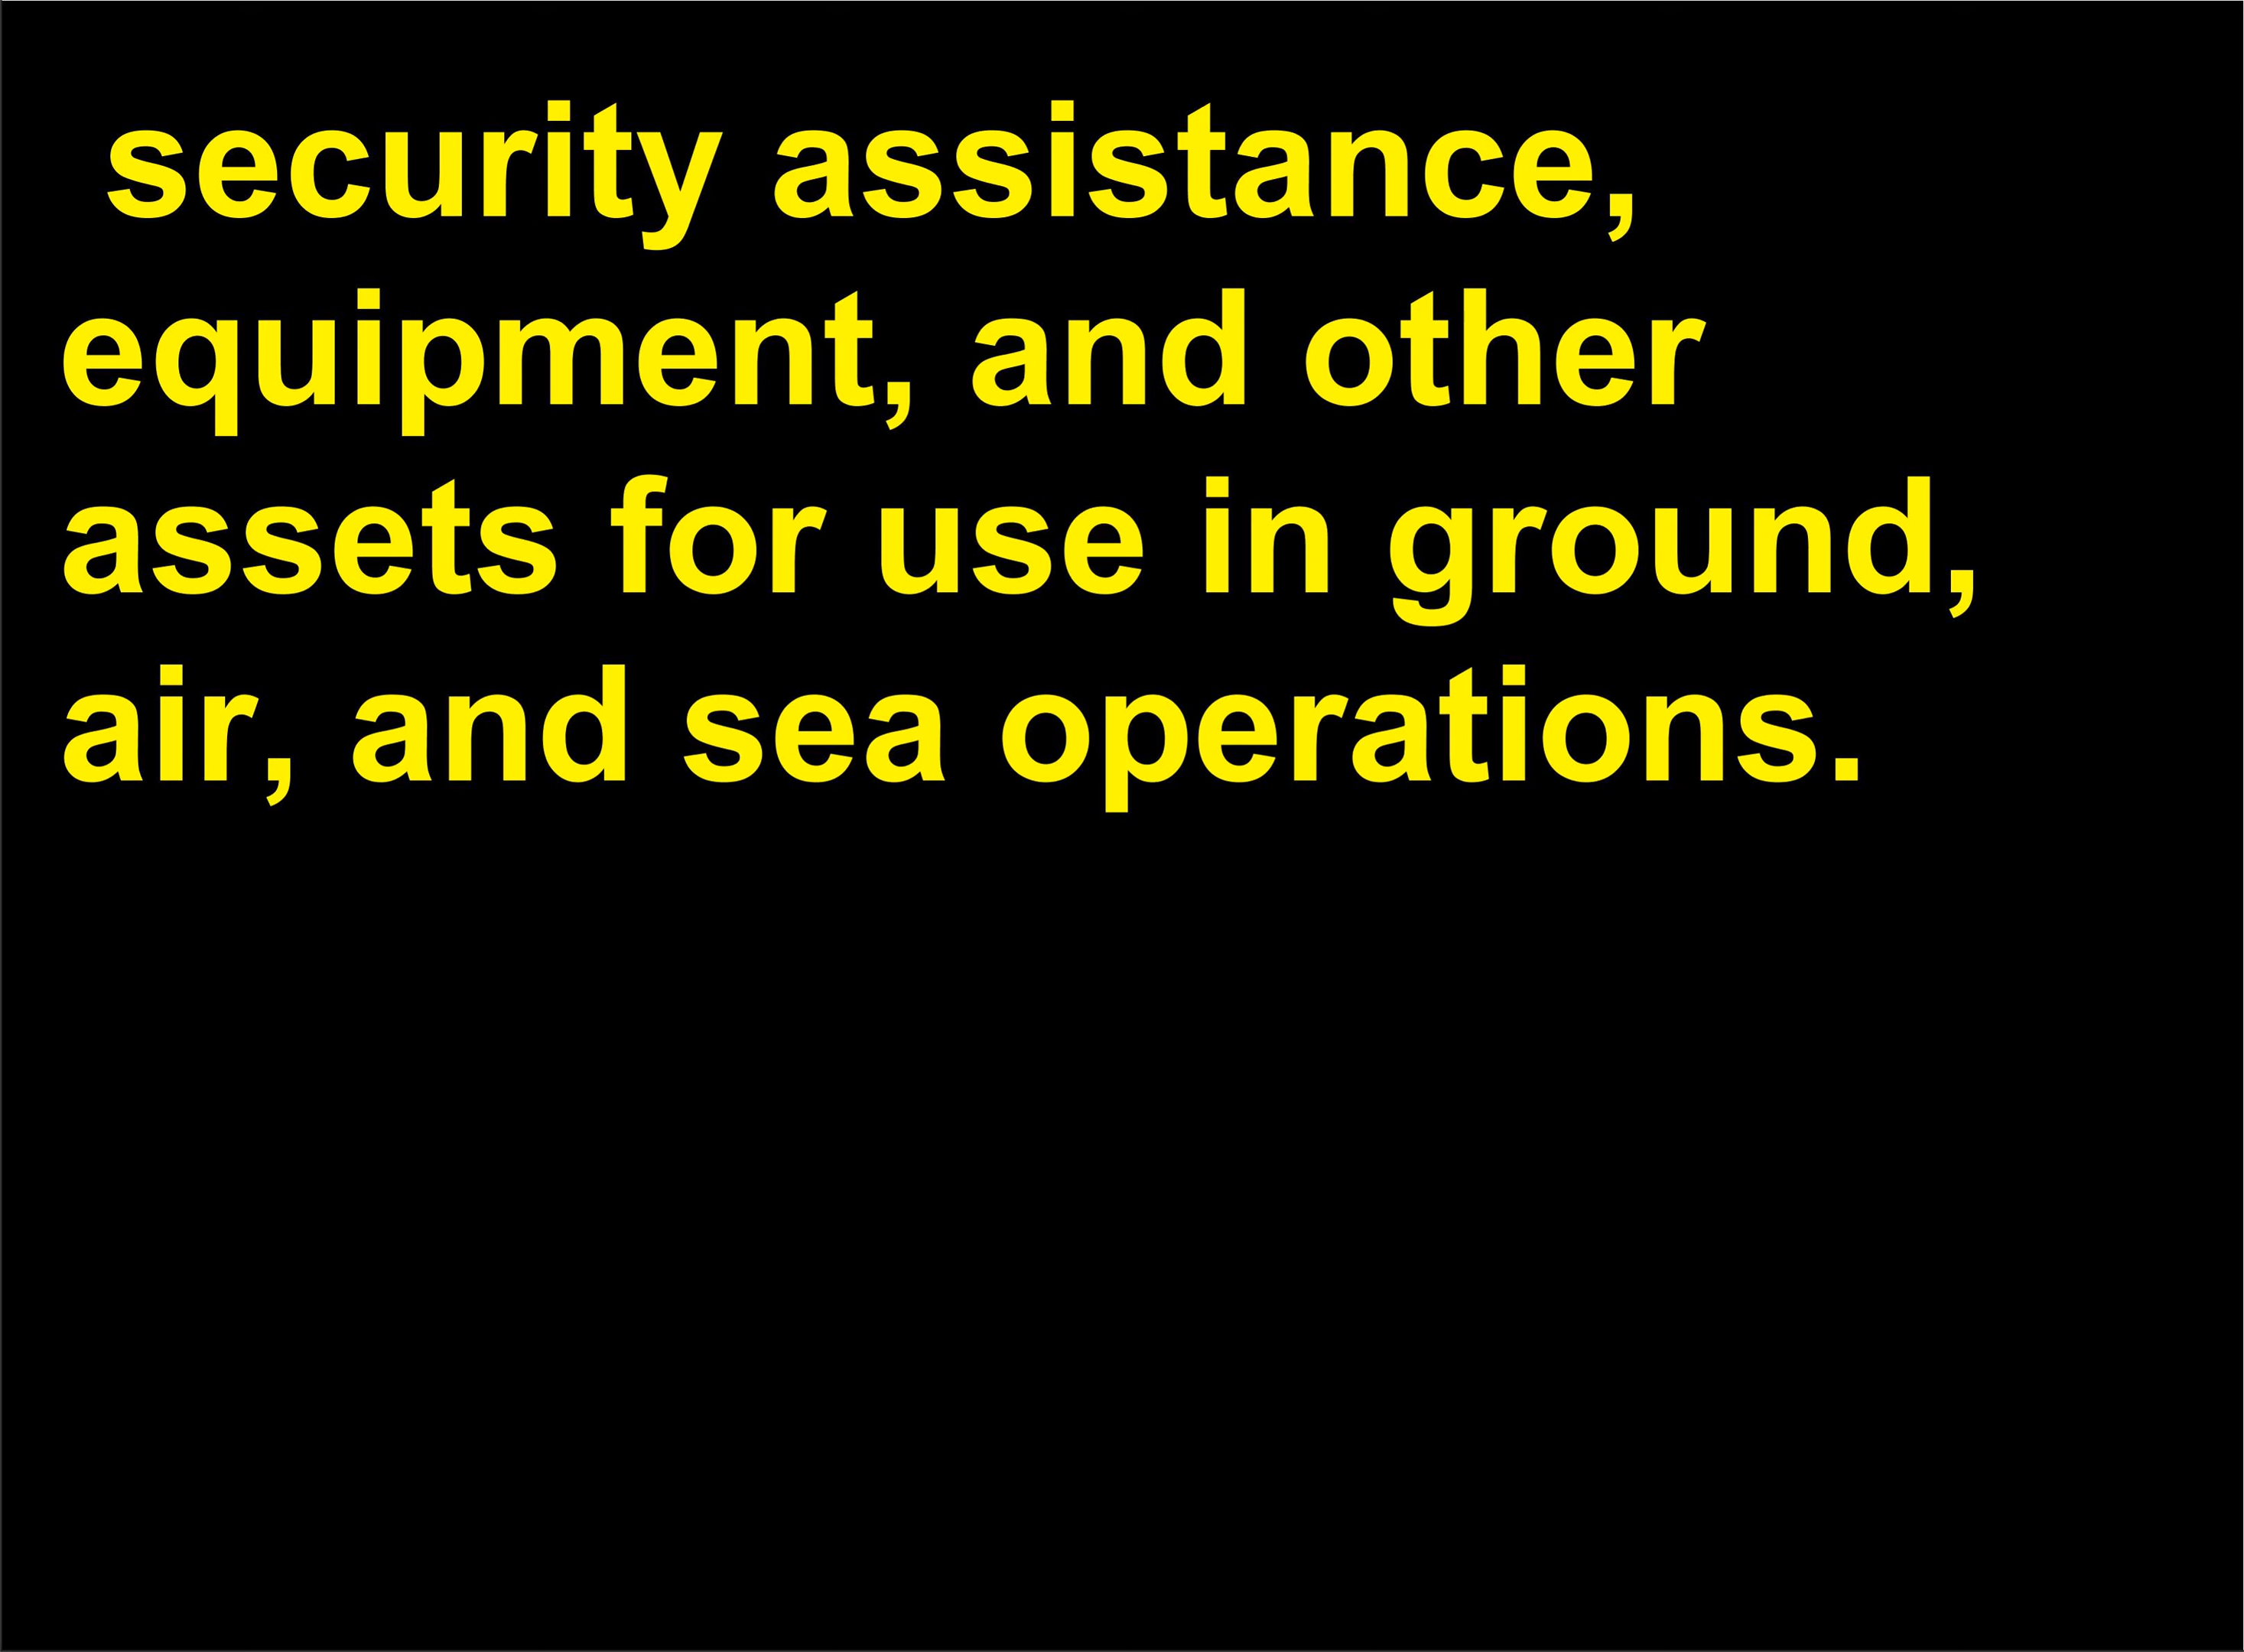 security assistance,
equipment, and other
assets for use in ground,
air, and sea operations.